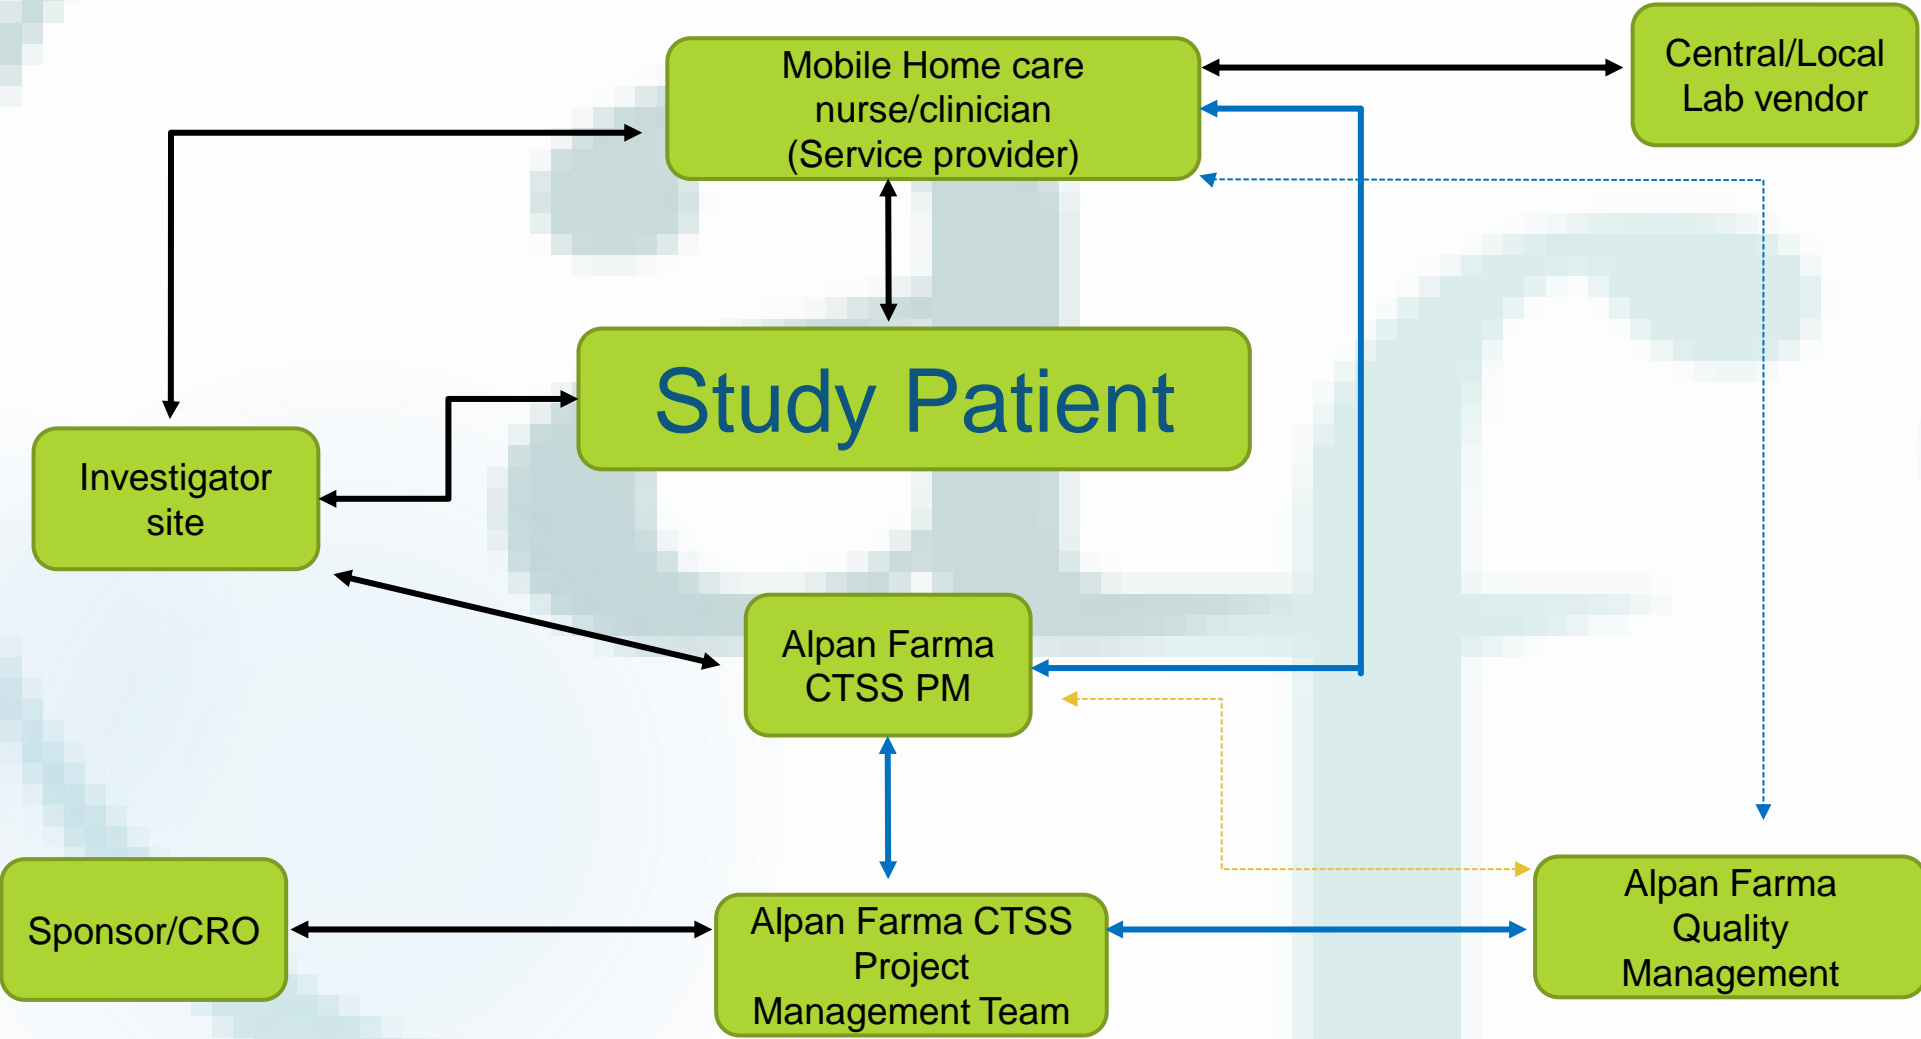 Mobile Home care
nurse/clinician
(Service provider)
Central/Local
Lab vendor
Study Patient
Investigator
site
Alpan Farma
CTSS PM
Sponsor/CRO
Alpan Farma CTSS
Project
Management Team
Alpan Farma
Quality
Management